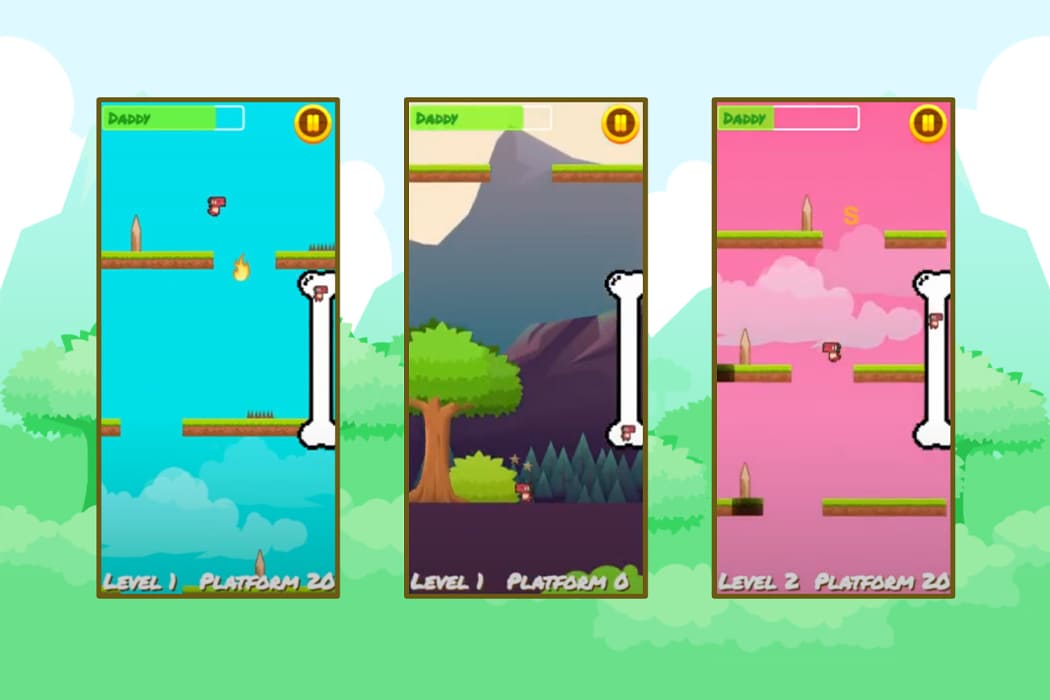 DADDY
LEVEL 1 PLATFORM 20
DADDY
LEVEL 1 PLATFORM 0
DADDY
S
LEVEL 2 PLATFORM 20